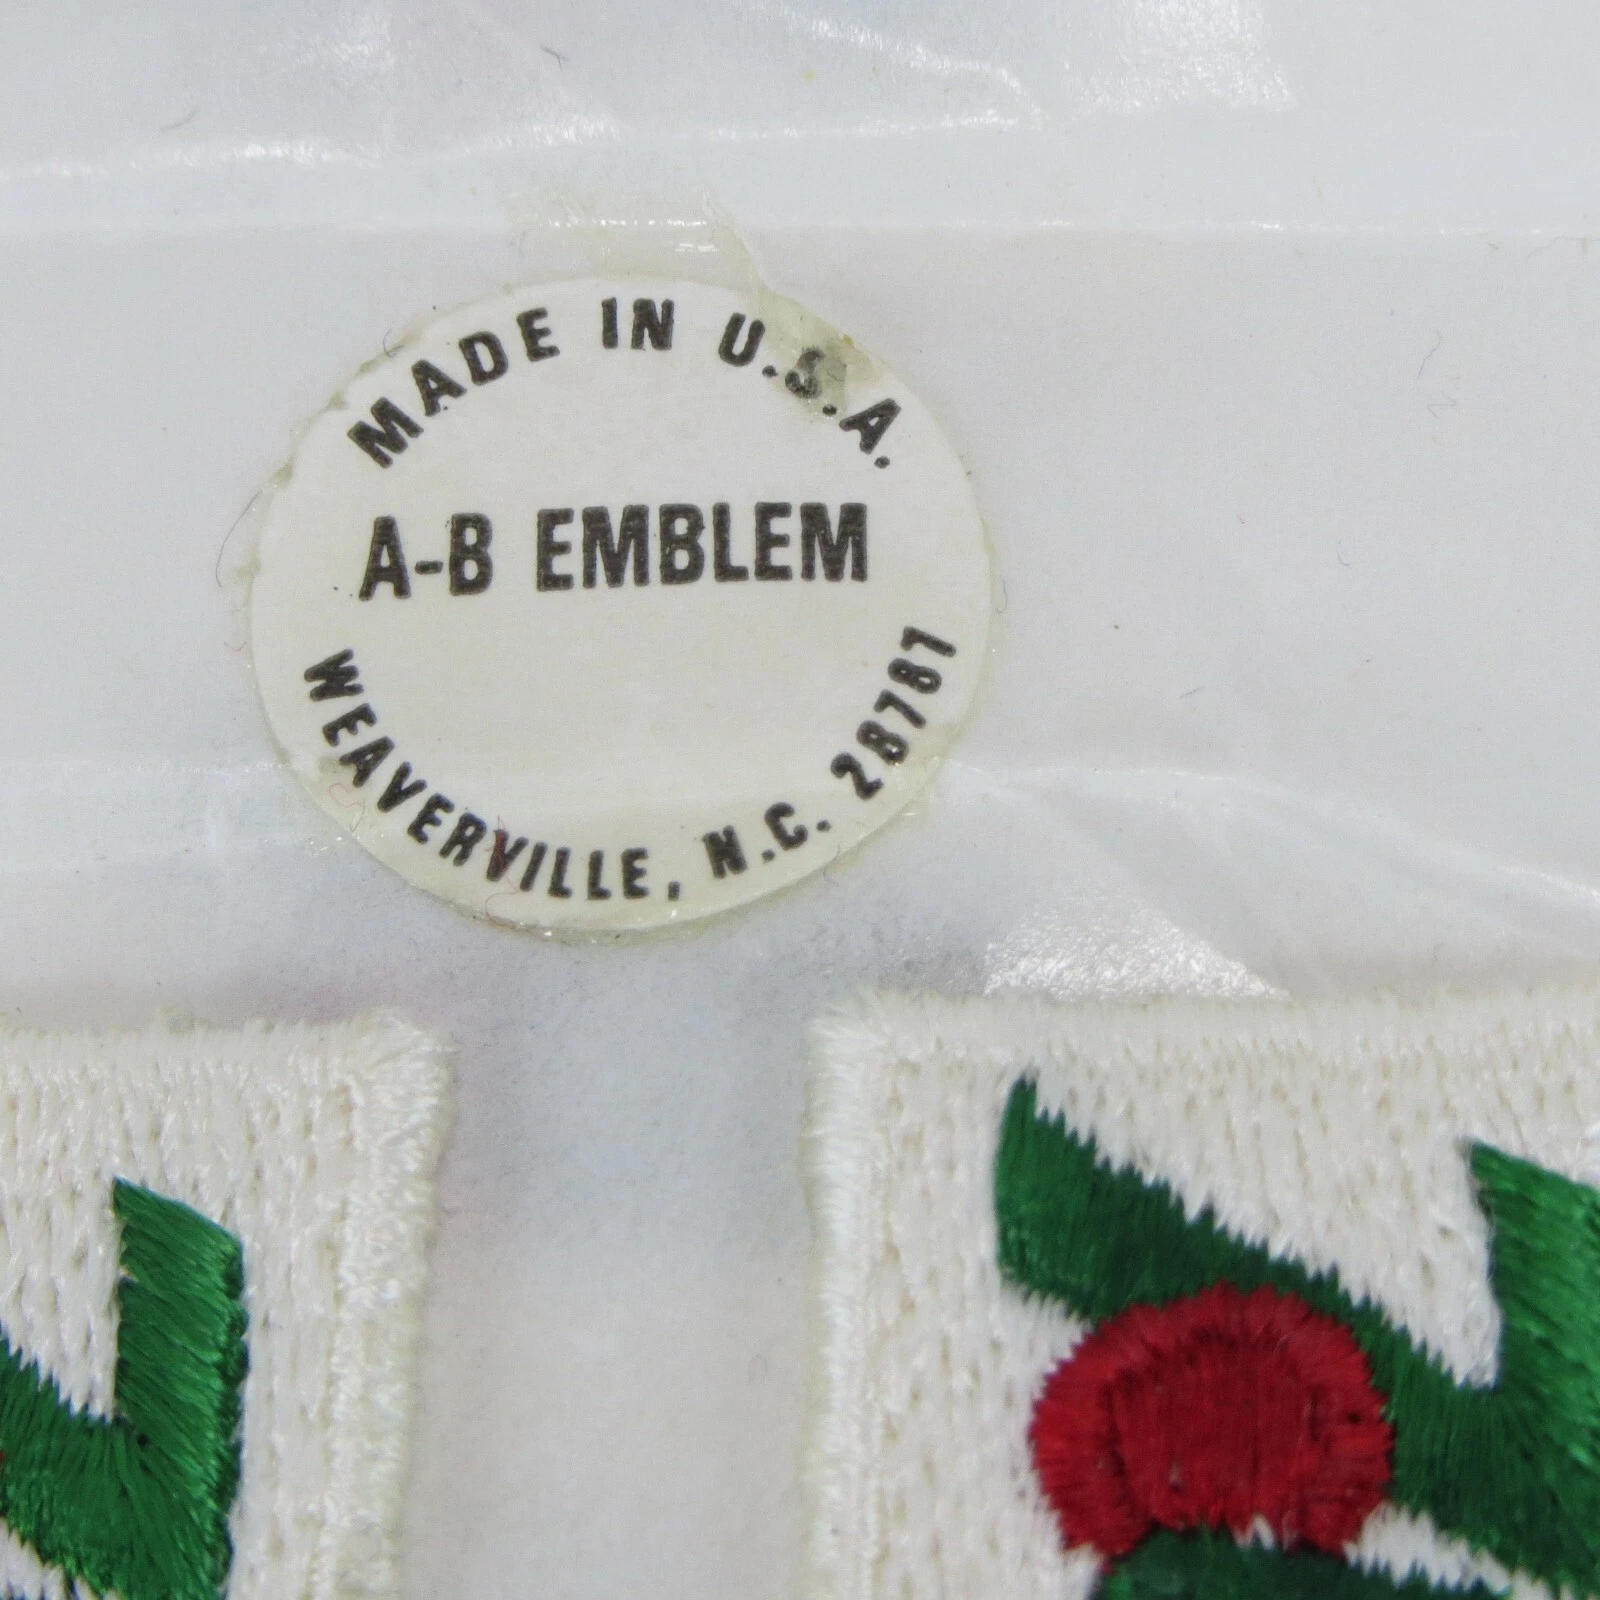 MADE IN U.S.A.
A-B EMBLEM
WEAVERVILLE, N.C. 28787